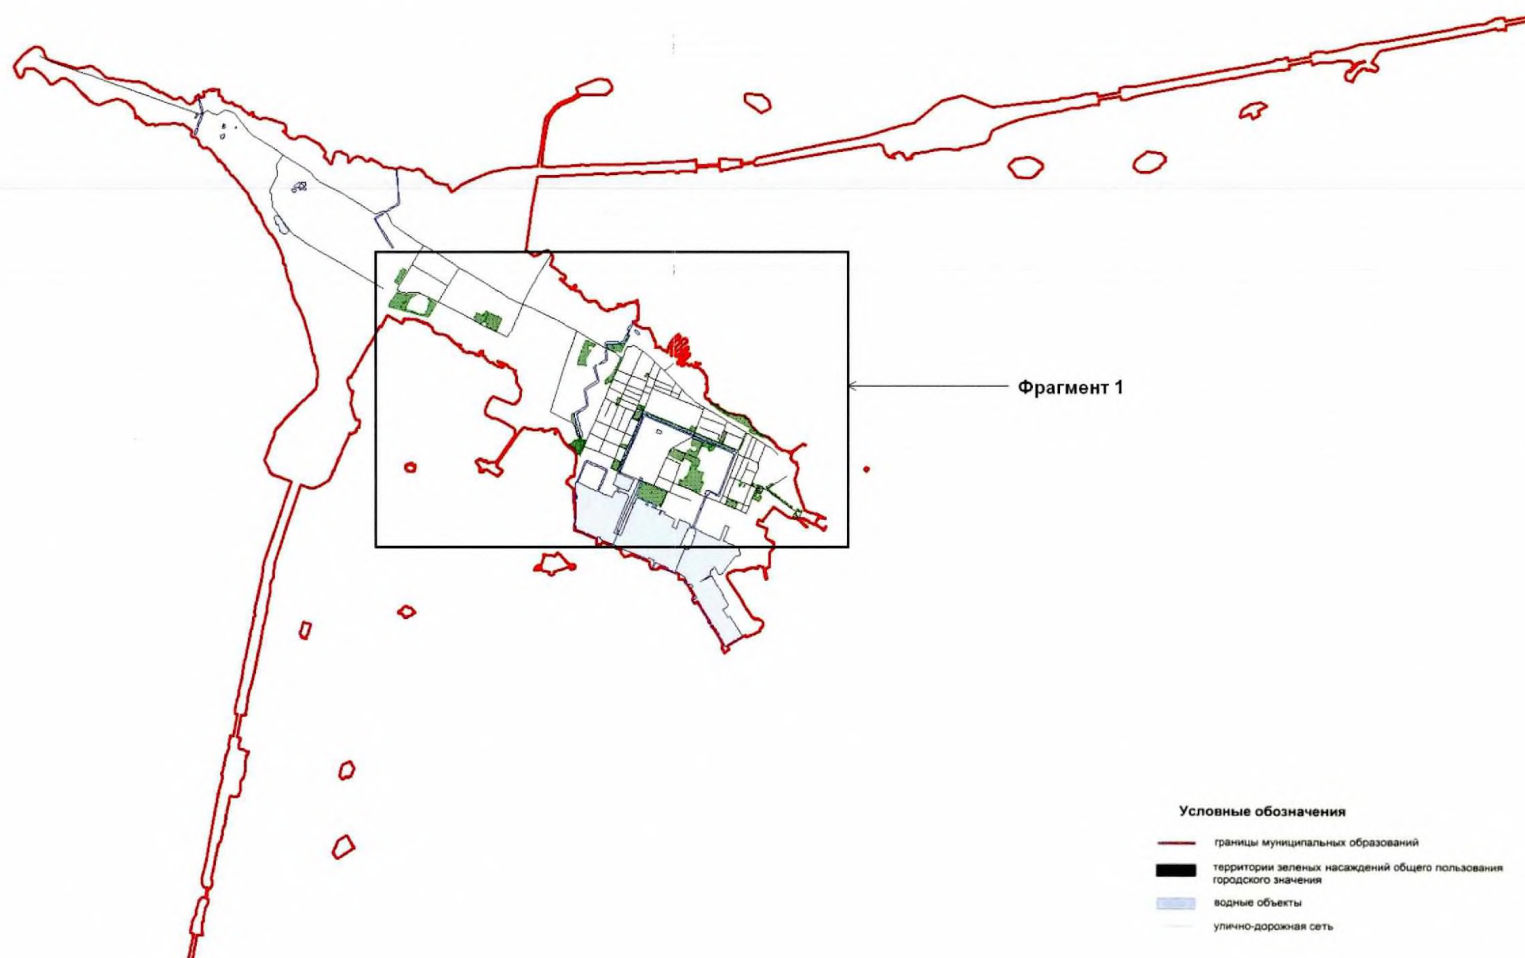 Фрагмент 1
Условные обозначения
границы муниципальных образований
территории зеленых насаждений общего пользования
городского значения
водные объекты
улично-дорожная сеть